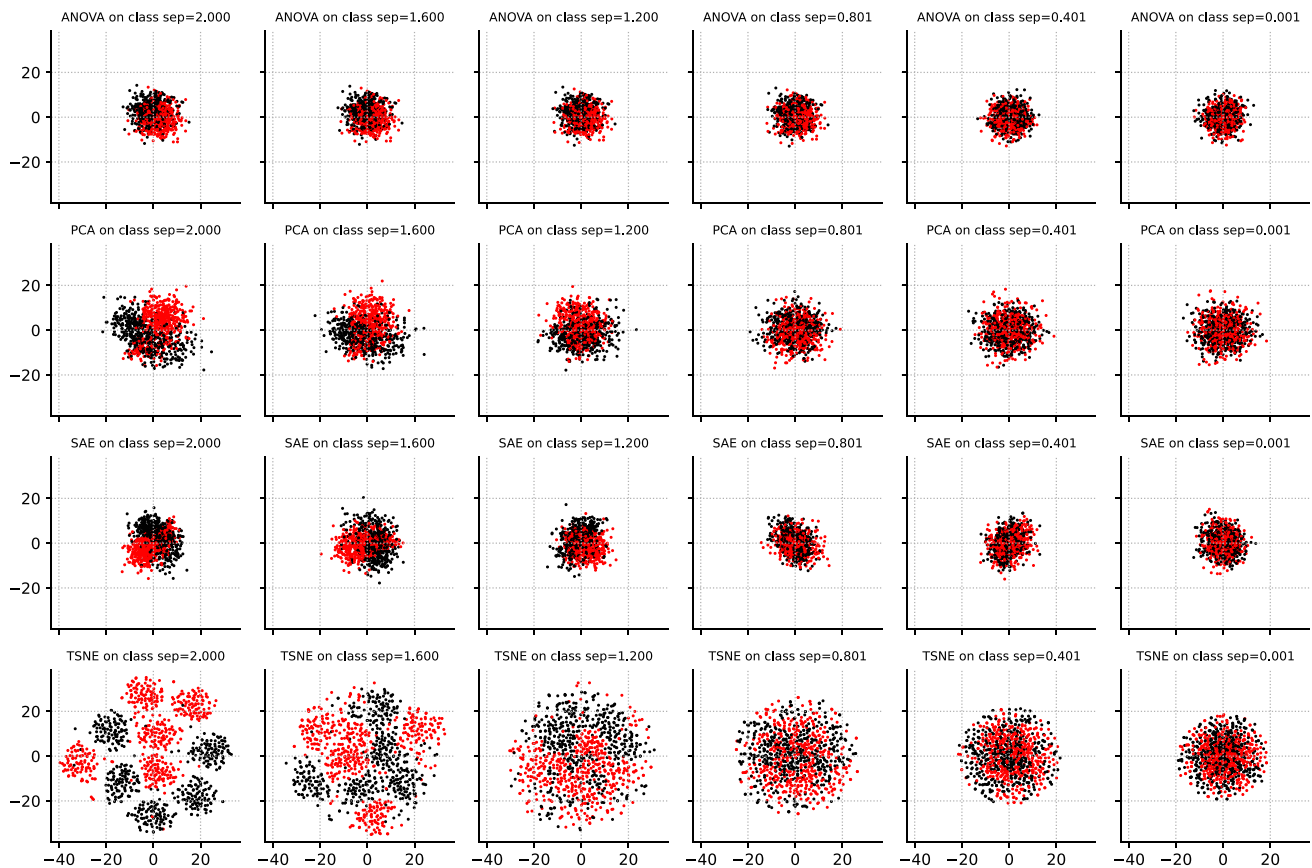 ANOVA on class sep=2.000 ANOVA on class sep=1.600 ANOVA on class sep=1.200 ANOVA on class sep=0.801 ANOVA on class sep=0.401 ANOVA on class sep=0.001
20
0
−20
PCA on class sep=2.000 PCA on class sep=1.600 PCA on class sep=1.200 PCA on class sep=0.801 PCA on class sep=0.401 PCA on class sep=0.001
20
0
−20
SAE on class sep=2.000 SAE on class sep=1.600 SAE on class sep=1.200 SAE on class sep=0.801 SAE on class sep=0.401 SAE on class sep=0.001
20
0
−20
TSNE on class sep=2.000 TSNE on class sep=1.600 TSNE on class sep=1.200 TSNE on class sep=0.801 TSNE on class sep=0.401 TSNE on class sep=0.001
20
0
−20
−40 −20 0 20 −40 −20 0 20 −40 −20 0 20 −40 −20 0 20 −40 −20 0 20 −40 −20 0 20